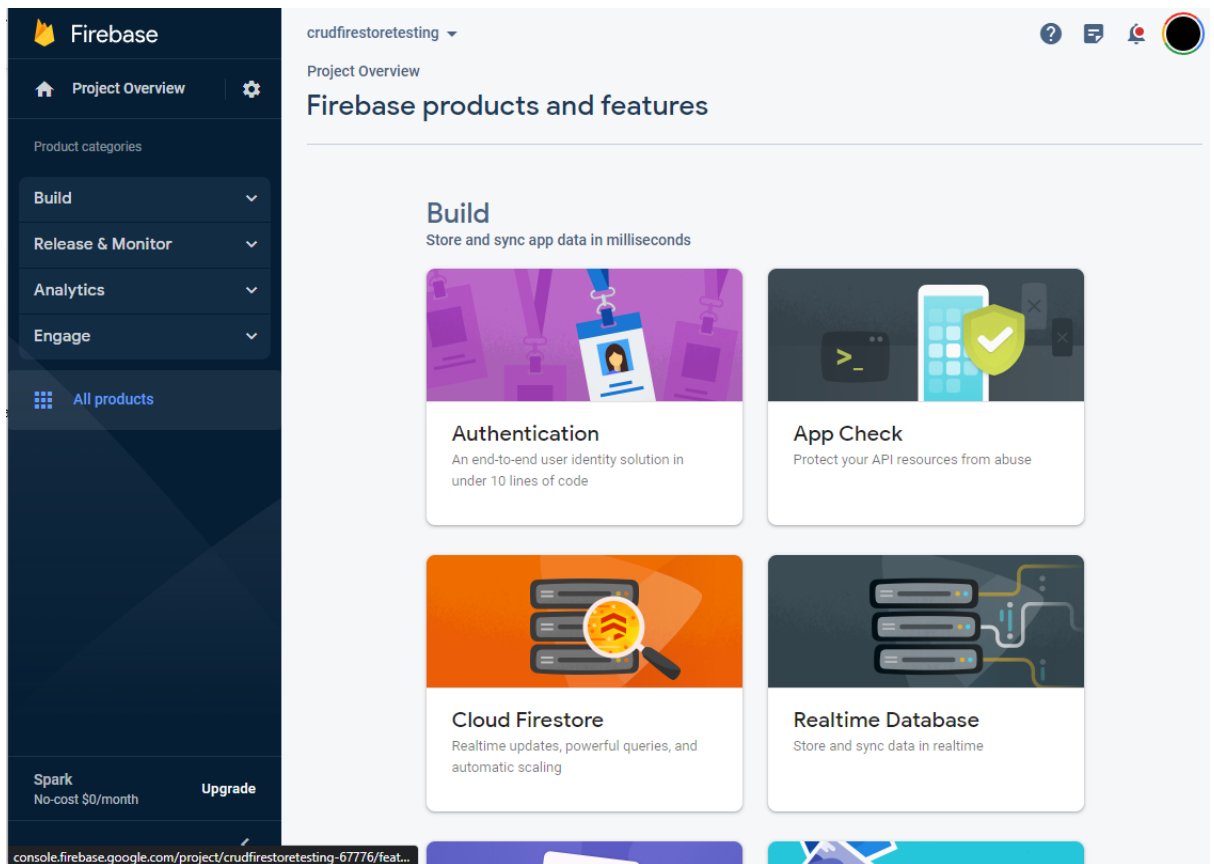 Firebase
Project Overview
Product categories
Build
Release & Monitor
Analytics
Engage
All products
Spark
No-cost $0/month
Upgrade
console.firebase.google.com/project/crudfirestoretesting-67776/feat...
crudfirestoretesting
Project Overview
Firebase products and features
Build
Store and sync app data in milliseconds
Authentication
An end-to-end user identity solution in
under 10 lines of code
App Check
Protect your API resources from abuse
Cloud Firestore
Realtime updates, powerful queries, and
automatic scaling
Realtime Database
Store and sync data in realtime